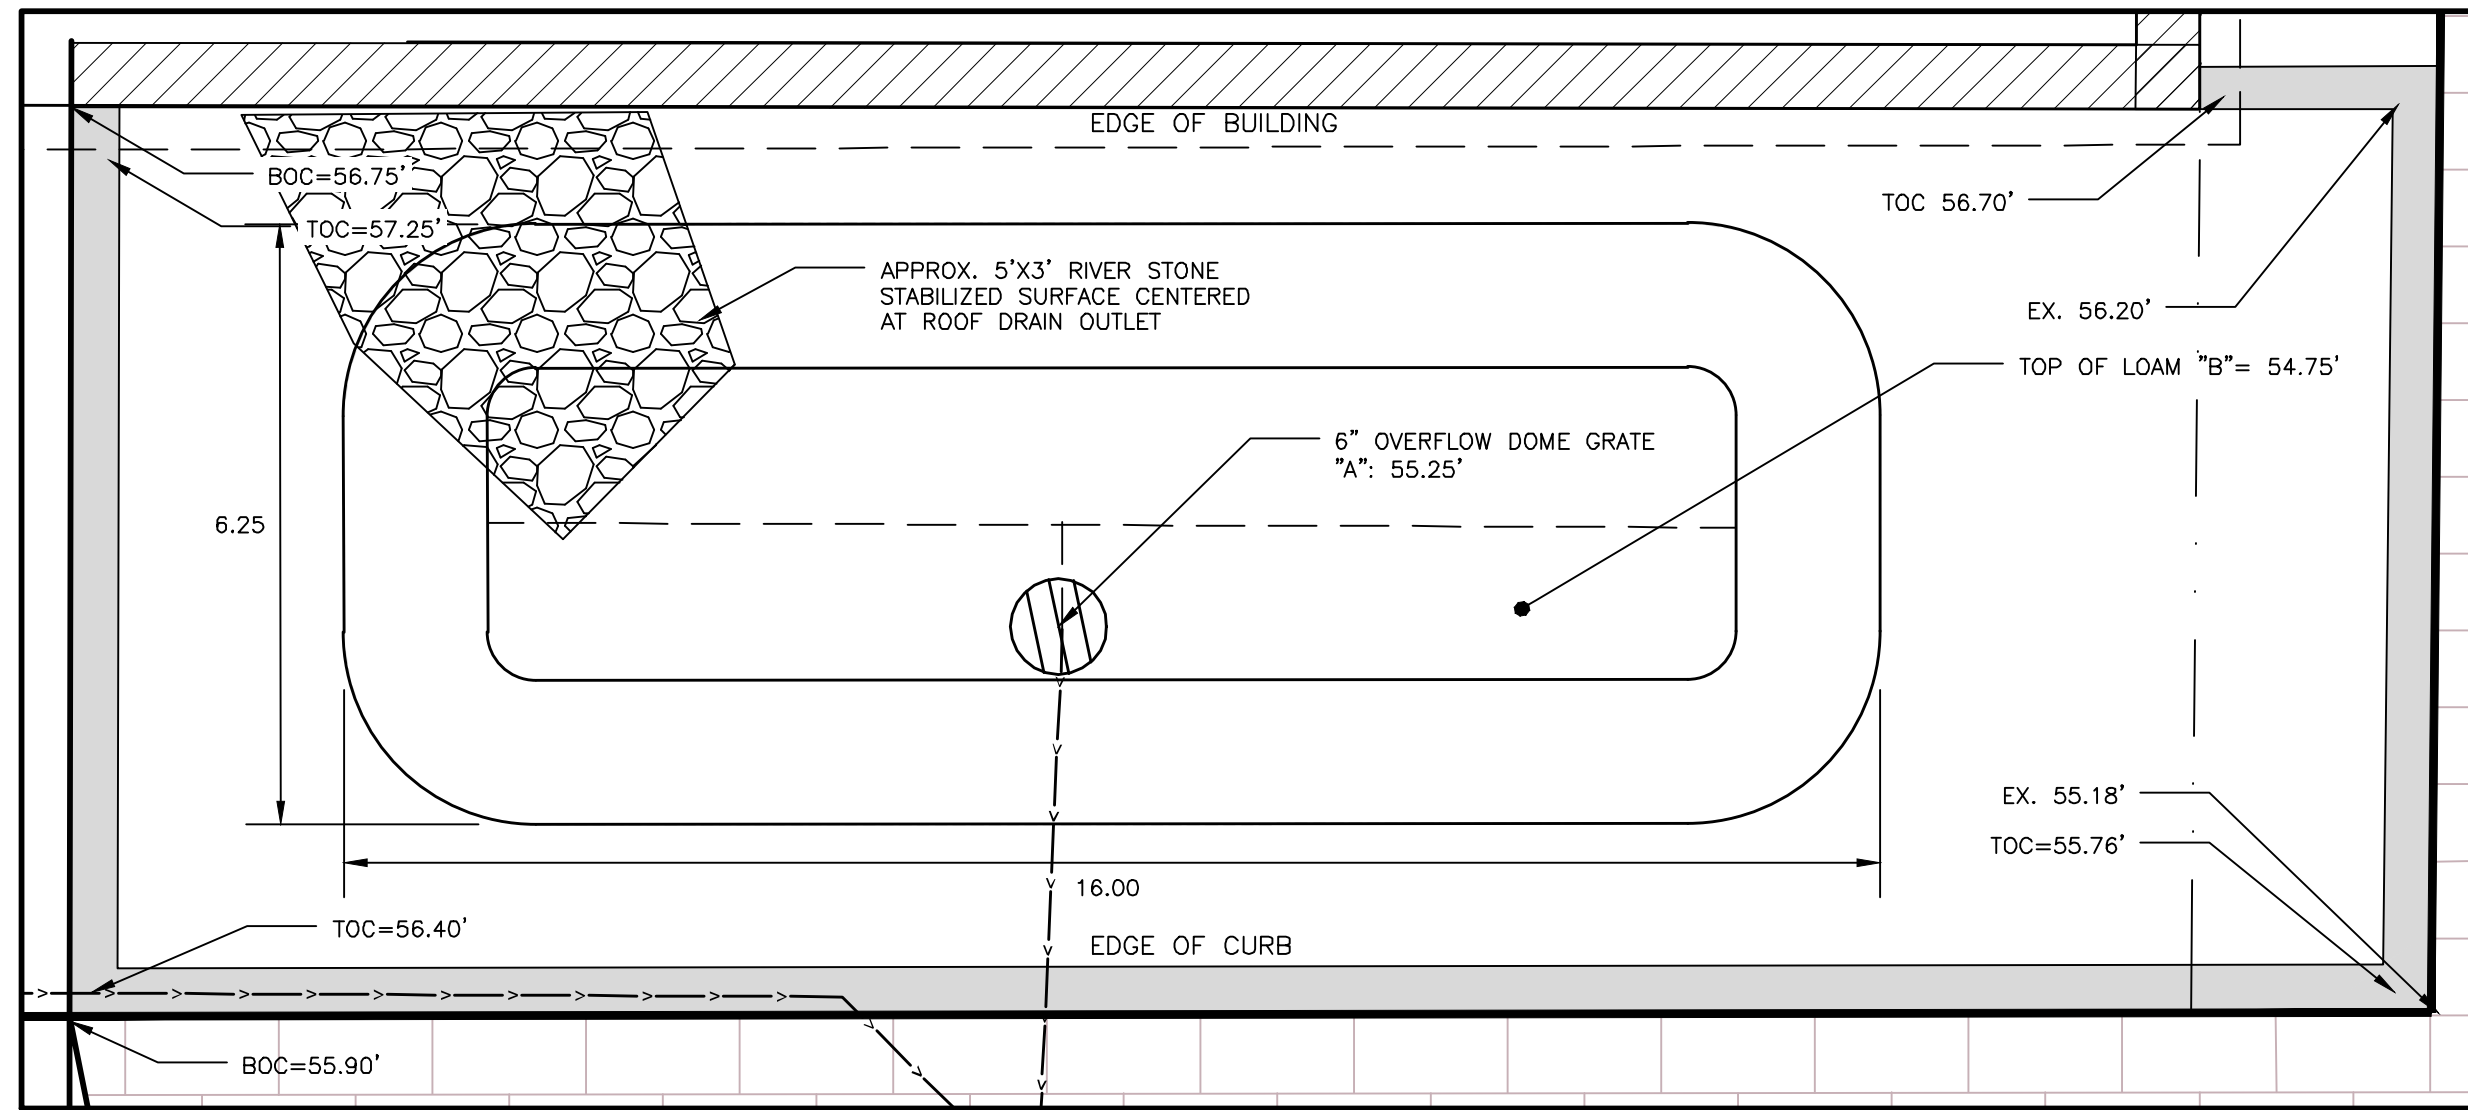 EDGE OF BUILDING
BOC=56.75'
TOC=57.25'
TOC 56.70'
APPROX. 5'X3' RIVER STONE
STABILIZED SURFACE CENTERED
AT ROOF DRAIN OUTLET
EX. 56.20'
TOP OF LOAM "B"= 54.75'
6" OVERFLOW DOME GRATE
"A": 55.25'
6.25
EX. 55.18'
TOC=55.76'
16.00
TOC=56.40'
EDGE OF CURB
BOC=55.90'